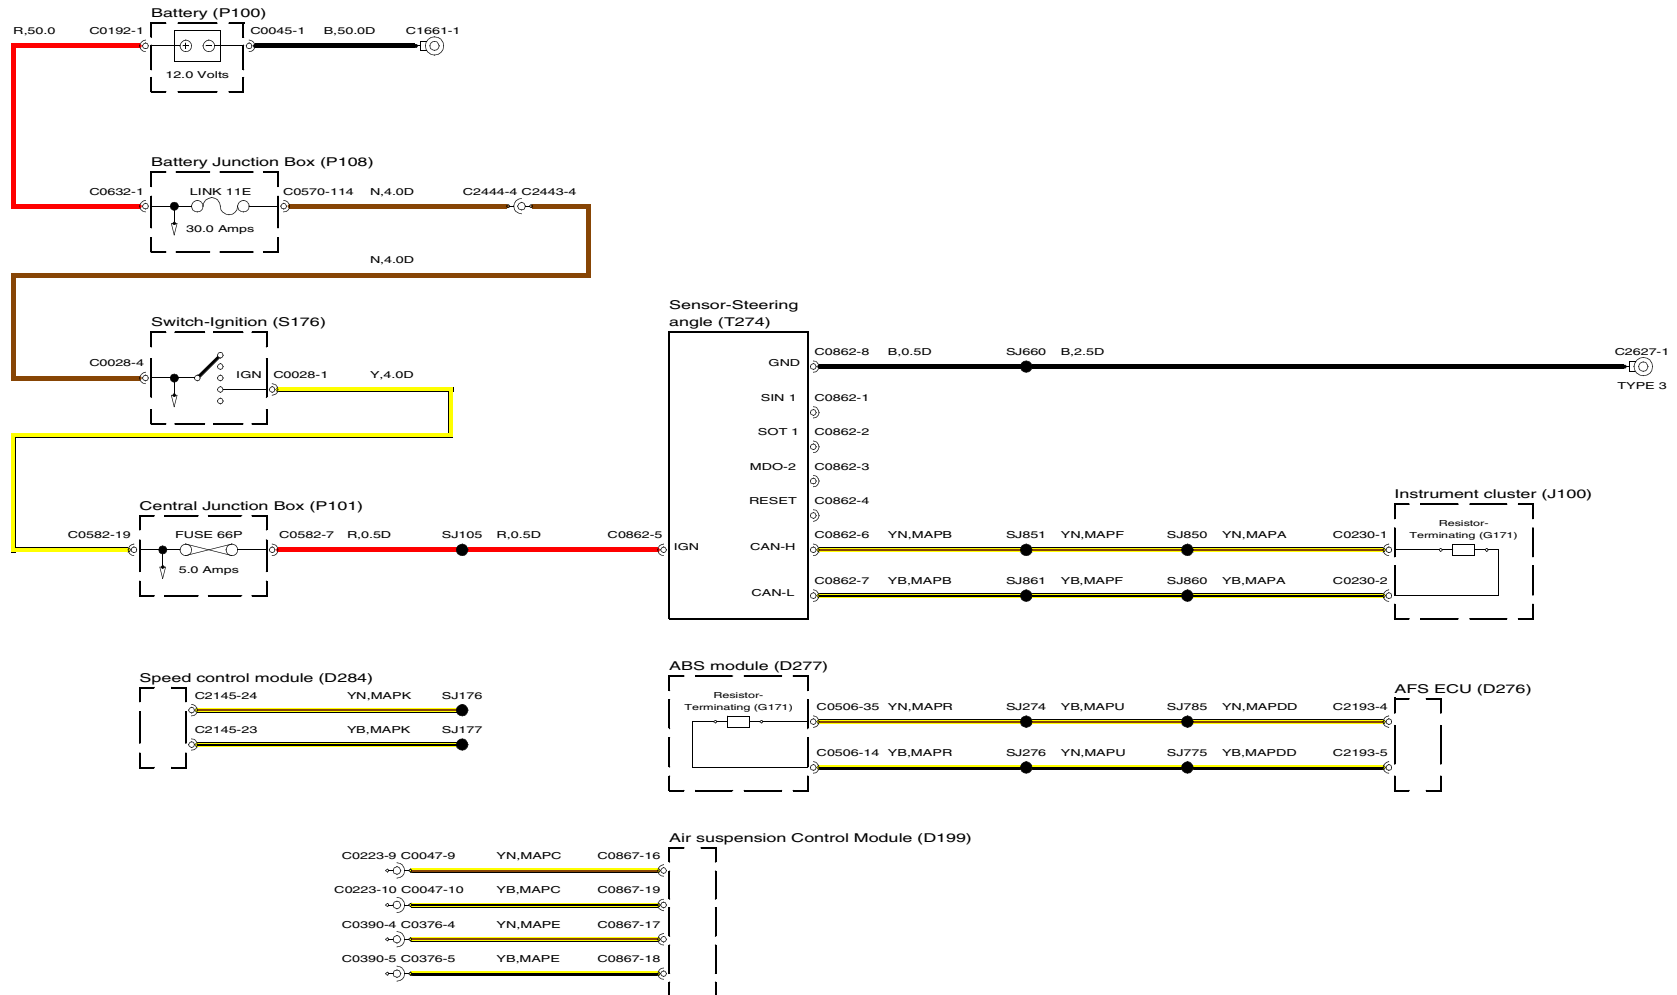 Battery (P100)
R,50.0 C0192-1 C0045-1 B,50.0D C1661-1
12.0 Volts
Battery Junction Box (P108)
C0632-1 LINK 11E C0570-114 N,4.0D C2444-4 C2443-4
30.0 Amps
N,4.0D
Sensor-Steering
angle (T274)
Switch-Ignition (S176)
C0028-4 IGN C0028-1 Y,4.0D
GND C0862-8 B,0.5D SJ660 B,2.5D C2627-1
TYPE 3
SIN 1 C0862-1
SOT 1 C0862-2
MDO-2 C0862-3
RESET C0862-4
Central Junction Box (P101)
C0582-19 FUSE 66P C0582-7 R,0.5D SJ105 R,0.5D C0862-5 IGN
5.0 Amps
Instrument cluster (J100)
Resistor-
Terminating (G171)
CAN-H C0862-6 YN,MAPB SJ851 YN,MAPF SJ850 YN,MAPA C0230-1
CAN-L C0862-7 YB,MAPB SJ861 YB,MAPF SJ860 YB,MAPA C0230-2
Speed control module (D284)
C2145-24 YN,MAPK SJ176
C2145-23 YB,MAPK SJ177
ABS module (D277)
Resistor-
Terminating (G171)
AFS ECU (D276)
C0506-35 YN,MAPR SJ274 YB,MAPU SJ785 YN,MAPDD C2193-4
C0506-14 YB,MAPR SJ276 YN,MAPU SJ775 YB,MAPDD C2193-5
Air suspension Control Module (D199)
C0223-9 C0047-9 YN,MAPC C0867-16
C0223-10 C0047-10 YB,MAPC C0867-19
C0390-4 C0376-4 YN,MAPE C0867-17
C0390-5 C0376-5 YB,MAPE C0867-18